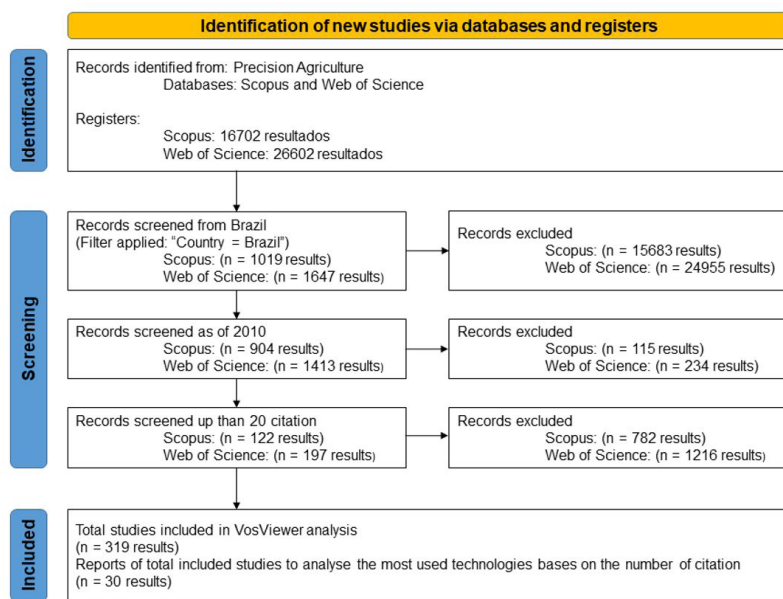 Identification of new studies via databases and registers
Identification
Records identified from: Precision Agriculture
Databases: Scopus and Web of Science
Registers:
Scopus: 16702 resultados
Web of Science: 26602 resultados
Screening
Records screened from Brazil
(Filter applied: “Country = Brazil”)
Scopus: (n = 1019 results)
Web of Science: (n = 1647 results)
Records excluded
Scopus: (n = 15683 results)
Web of Science: (n = 24955 results)
Records screened as of 2010
Scopus: (n = 904 results)
Web of Science: (n = 1413 results)
Records excluded
Scopus: (n = 115 results)
Web of Science: (n = 234 results)
Records screened up than 20 citation
Scopus: (n = 122 results)
Web of Science: (n = 197 results)
Records excluded
Scopus: (n = 782 results)
Web of Science: (n = 1216 results)
Included
Total studies included in VosViewer analysis
(n = 319 results)
Reports of total included studies to analyse the most used technologies bases on the number of citation
(n = 30 results)